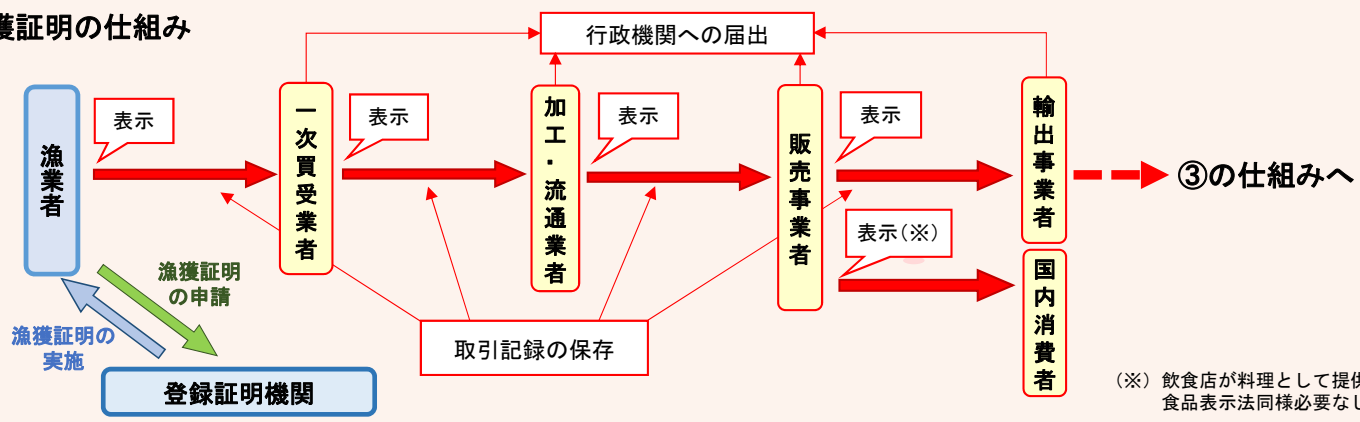 獲証明の仕組み
行政機関への届出
漁業者
表示
一次買受業者
表示
加工・流通業者
表示
販売事業者
表示
表示(※)
輸出事業者
③の仕組みへ
国内消費者
漁獲証明
の申請
漁獲証明の
実施
登録証明機関
取引記録の保存
(※)飲食店が料理として提供
食品表示法同様必要なし